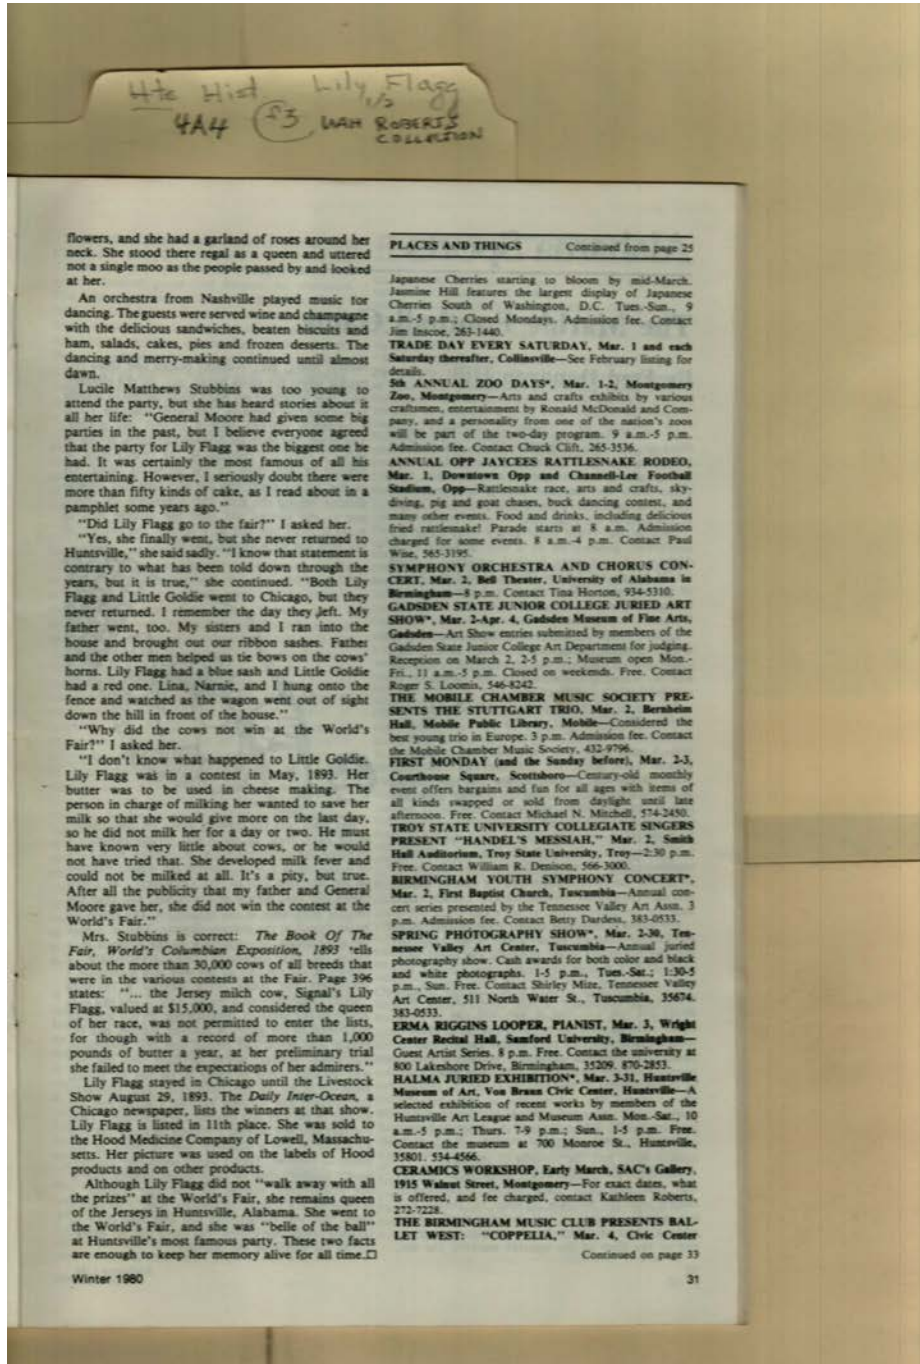 Hts Hist Lily Flagg
1/2
4A4 f3 UAH ROBERTS
COLLECTION
flowers, and she had a garland of roses around her
neck. She stood there regal as a queen and uttered
not a single moo as the people passed by and looked
at her.
An orchestra from Nashville played music for
dancing. The guests were served wine and champagne
with the delicious sandwiches, beaten biscuits and
ham, salads, cakes, pies and frozen desserts. The
dancing and merry-making continued until almost
dawn.
Lucile Matthews Stubbins was too young to
attend the party, but she has heard stories about it
all her life: "General Moore had given some big
parties in the past, but I believe everyone agreed
that the party for Lily Flagg was the biggest one he
had. It was certainly the most famous of all his
entertaining. However, I seriously doubt there were
more than fifty kinds of cake, as I read about in a
pamphlet some years ago."
"Did Lily Flagg go to the fair?" I asked her.
"Yes, she finally went, but she never returned to
Huntsville," she said sadly. "I know that statement is
contrary to what has been told down through the
years, but it is true," she continued. "Both Lily
Flagg and Little Goldie went to Chicago, but they
never returned. I remember the day they left. My
father went, too. My sisters and I ran into the
house and brought out our ribbon sashes. Father
and the other men helped us tie bows on the cows'
horns. Lily Flagg had a blue sash and Little Goldie
had a red one. Lina, Narnie, and I hung onto the
fence and watched as the wagon went out of sight
down the hill in front of the house."
"Why did the cows not win at the World's
Fair?" I asked her.
"I don't know what happened to Little Goldie.
Lily Flagg was in a contest in May, 1893. Her
butter was to be used in cheese making. The
person in charge of milking her wanted to save her
milk so that she would give more on the last day,
so he did not milk her for a day or two. He must
have known very little about cows, or he would
not have tried that. She developed milk fever and
could not be milked at all. It's a pity, but true.
After all the publicity that my father and General
Moore gave her, she did not win the contest at the
World's Fair."
Mrs. Stubbins is correct: The Book Of The
Fair, World's Columbian Exposition, 1893 tells
about the more than 30,000 cows of all breeds that
were in the various contests at the Fair. Page 396
states: "... the Jersey milch cow, Signal's Lily
Flagg, valued at $15,000, and considered the queen
of her race, was not permitted to enter the lists,
for though with a record of more than 1,000
pounds of butter a year, at her preliminary trial
she failed to meet the expectations of her admirers."
Lily Flagg stayed in Chicago until the Livestock
Show August 29, 1893. The Daily Inter-Ocean, a
Chicago newspaper, lists the winners at that show.
Lily Flagg is listed in 11th place. She was sold to
the Hood Medicine Company of Lowell, Massachu-
setts. Her picture was used on the labels of Hood
products and on other products.
Although Lily Flagg did not "walk away with all
the prizes" at the World's Fair, she remains queen
of the Jerseys in Huntsville, Alabama. She went to
the World's Fair, and she was "belle of the ball"
at Huntsville's most famous party. These two facts
are enough to keep her memory alive for all time.□
PLACES AND THINGS Continued from page 25
Japanese Cherries starting to bloom by mid-March.
Jasmine Hill features the largest display of Japanese
Cherries South of Washington, D.C. Tues.-Sun., 9
a.m.-5 p.m.; Closed Mondays. Admission fee. Contact
Jim Inscoe, 263-1440.
TRADE DAY EVERY SATURDAY, Mar. 1 and each
Saturday thereafter, Collinsville—See February listing for
details.
5th ANNUAL ZOO DAYS*, Mar. 1-2, Montgomery
Zoo, Montgomery—Arts and crafts exhibits by various
craftsmen, entertainment by Ronald McDonald and Com-
pany, and a personality from one of the nation's zoos
will be part of the two-day program. 9 a.m.-5 p.m.
Admission fee. Contact Chuck Clift, 265-3536.
ANNUAL OPP JAYCEES RATTLESNAKE RODEO,
Mar. 1, Downtown Opp and Channell-Lee Football
Stadium, Opp—Rattlesnake race, arts and crafts, sky-
diving, pig and goat chases, buck dancing contest, and
many other events. Food and drinks, including delicious
fried rattlesnake! Parade starts at 8 a.m. Admission
charged for some events. 8 a.m.-4 p.m. Contact Paul
Wise, 565-3195.
SYMPHONY ORCHESTRA AND CHORUS CON-
CERT, Mar. 2, Bell Theater, University of Alabama in
Birmingham—8 p.m. Contact Tina Horton, 934-5310.
GADSDEN STATE JUNIOR COLLEGE JURIED ART
SHOW*, Mar. 2-Apr. 4, Gadsden Museum of Fine Arts,
Gadsden—Art Show entries submitted by members of the
Gadsden State Junior College Art Department for judging.
Reception on March 2, 2-5 p.m.; Museum open Mon.-
Fri., 11 a.m.-5 p.m. Closed on weekends. Free. Contact
Roger S. Loomis, 546-8242.
THE MOBILE CHAMBER MUSIC SOCIETY PRE-
SENTS THE STUTTGART TRIO, Mar. 2, Bernheim
Hall, Mobile Public Library, Mobile—Considered the
best young trio in Europe. 3 p.m. Admission fee. Contact
the Mobile Chamber Music Society, 432-9796.
FIRST MONDAY (and the Sunday before), Mar. 2-3,
Courthouse Square, Scottsboro—Century-old monthly
event offers bargains and fun for all ages with items of
all kinds swapped or sold from daylight until late
afternoon. Free. Contact Michael N. Mitchell, 574-2450.
TROY STATE UNIVERSITY COLLEGIATE SINGERS
PRESENT "HANDEL'S MESSIAH," Mar. 2, Smith
Hall Auditorium, Troy State University, Troy—2:30 p.m.
Free. Contact William R. Denison, 566-3000.
BIRMINGHAM YOUTH SYMPHONY CONCERT*,
Mar. 2, First Baptist Church, Tuscumbia—Annual con-
cert series presented by the Tennessee Valley Art Assn. 3
p.m. Admission fee. Contact Betty Dardess, 383-0533.
SPRING PHOTOGRAPHY SHOW*, Mar. 2-30, Ten-
nessee Valley Art Center, Tuscumbia—Annual juried
photography show. Cash awards for both color and black
and white photographs. 1-5 p.m., Tues.-Sat.; 1:30-5
p.m., Sun. Free. Contact Shirley Mize, Tennessee Valley
Art Center, 511 North Water St., Tuscumbia, 35674.
383-0533.
ERMA RIGGINS LOOPER, PIANIST, Mar. 3, Wright
Center Recital Hall, Samford University, Birmingham—
Guest Artist Series. 8 p.m. Free. Contact the university at
800 Lakeshore Drive, Birmingham, 35209. 870-2853.
HALMA JURIED EXHIBITION*, Mar. 3-31, Huntsville
Museum of Art, Von Braun Civic Center, Huntsville—A
selected exhibition of recent works by members of the
Huntsville Art League and Museum Assn. Mon.-Sat., 10
a.m.-5 p.m.; Thurs. 7-9 p.m.; Sun., 1-5 p.m. Free.
Contact the museum at 700 Monroe St., Huntsville,
35801. 534-4566.
CERAMICS WORKSHOP, Early March, SAC's Gallery,
1915 Walnut Street, Montgomery—For exact dates, what
is offered, and fee charged, contact Kathleen Roberts,
272-7228.
THE BIRMINGHAM MUSIC CLUB PRESENTS BAL-
LET WEST: "COPPELIA," Mar. 4, Civic Center
Continued on page 33
Winter 1980 31